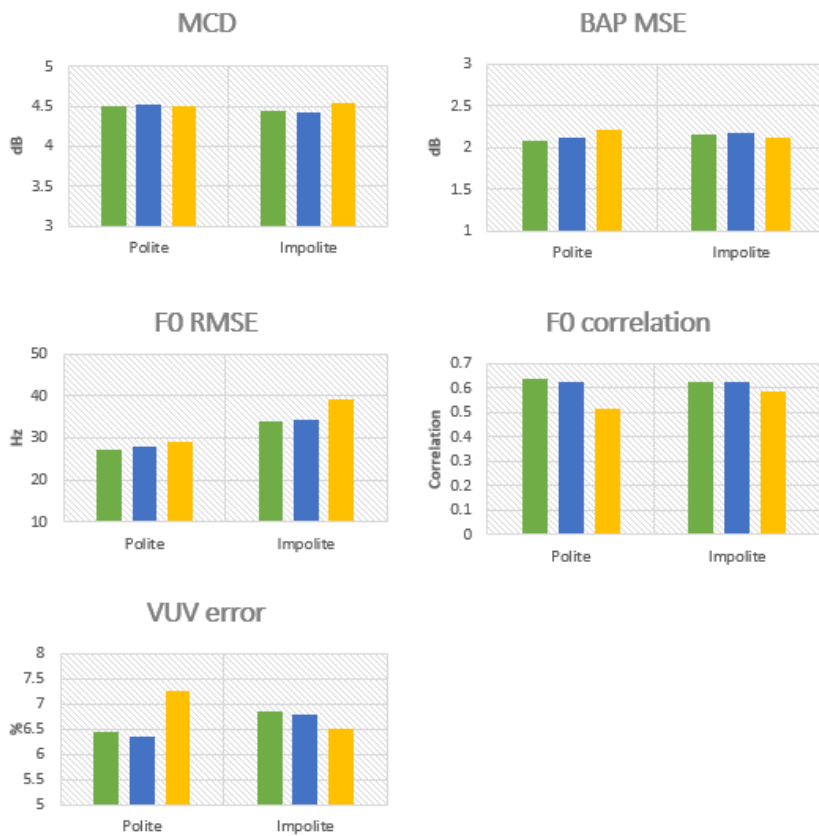 MCD
5
4.5
4
3.5
3
dB
Polite Impolite
BAP MSE
3
2.5
2
1.5
1
dB
Polite Impolite
F0 RMSE
50
40
30
20
10
Hz
Polite Impolite
F0 correlation
0.7
0.6
0.5
0.4
0.3
0.2
0.1
0
Correlation
Polite Impolite
VUV error
8
7.5
7
6.5
6
5.5
5
%
Polite Impolite